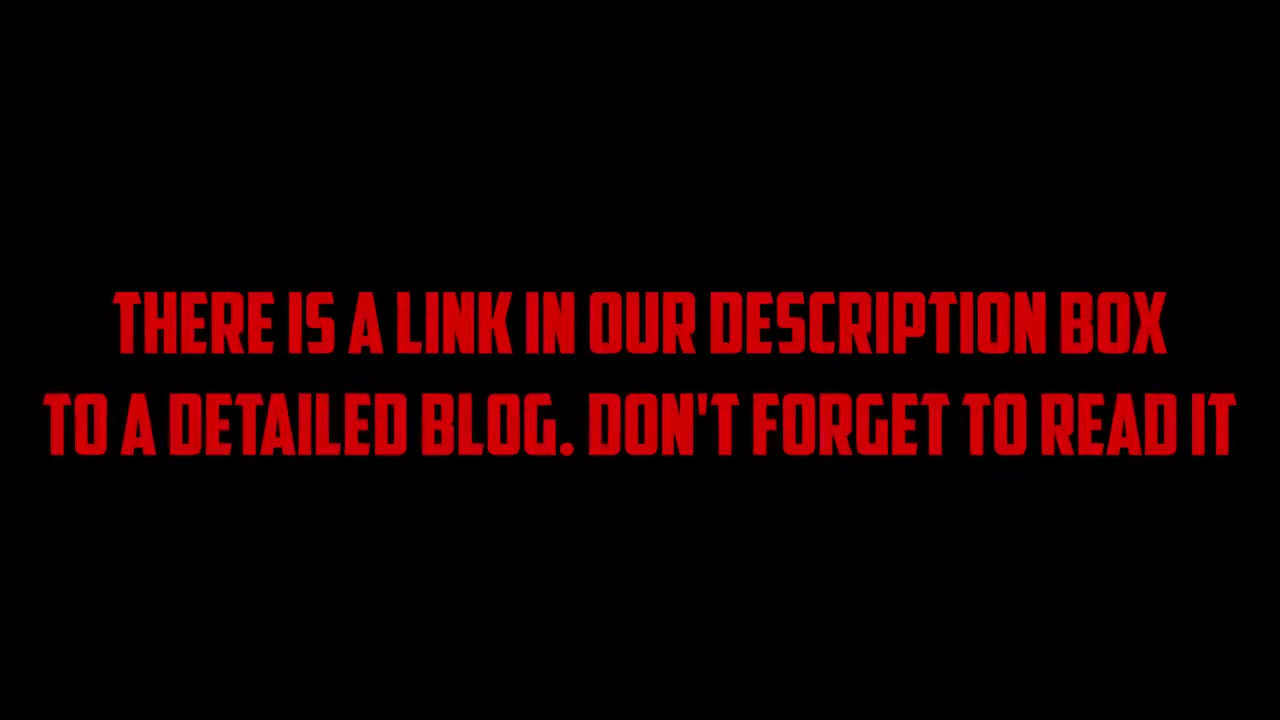 THERE IS A LINK IN OUR DESCRIPTION BOX
TO A DETAILED BLOG. DON'T FORGET TO READ IT